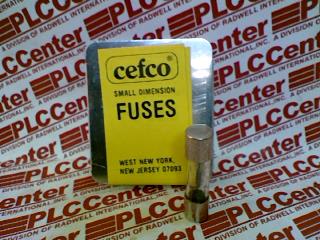 cefco®
SMALL DIMENSION
FUSES
WEST NEW YORK,
NEW JERSEY 07093
PLCCenter
A DIVISION OF RADWELL INTERNATIONAL, INC.